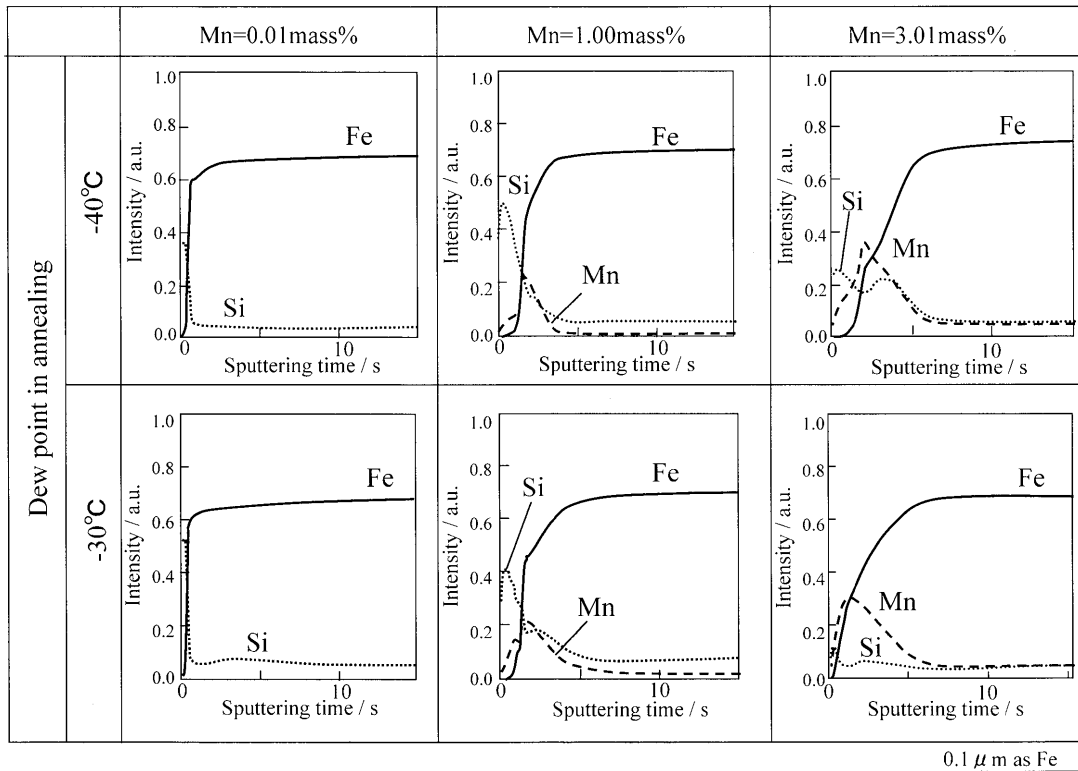 Mn=0.01mass%
Mn=1.00mass%
Mn=3.01mass%
Dew point in annealing
-40℃
1.0
0.8
0.6
0.4
0.2
0.0
Intensity / a.u.
Fe
Si
0
10
Sputtering time / s
1.0
0.8
0.6
0.4
0.2
0.0
Intensity / a.u.
Fe
Si
Mn
0
10
Sputtering time / s
1.0
0.8
0.6
0.4
0.2
0.0
Intensity / a.u.
Fe
Si
Mn
0
10
Sputtering time / s
-30℃
1.0
0.8
0.6
0.4
0.2
0.0
Intensity / a.u.
Fe
Si
0
10
Sputtering time / s
1.0
0.8
0.6
0.4
0.2
0.0
Intensity / a.u.
Fe
Si
Mn
0
10
Sputtering time / s
1.0
0.8
0.6
0.4
0.2
0.0
Intensity / a.u.
Fe
Mn
Si
0
10
Sputtering time / s
0.1 μm as Fe